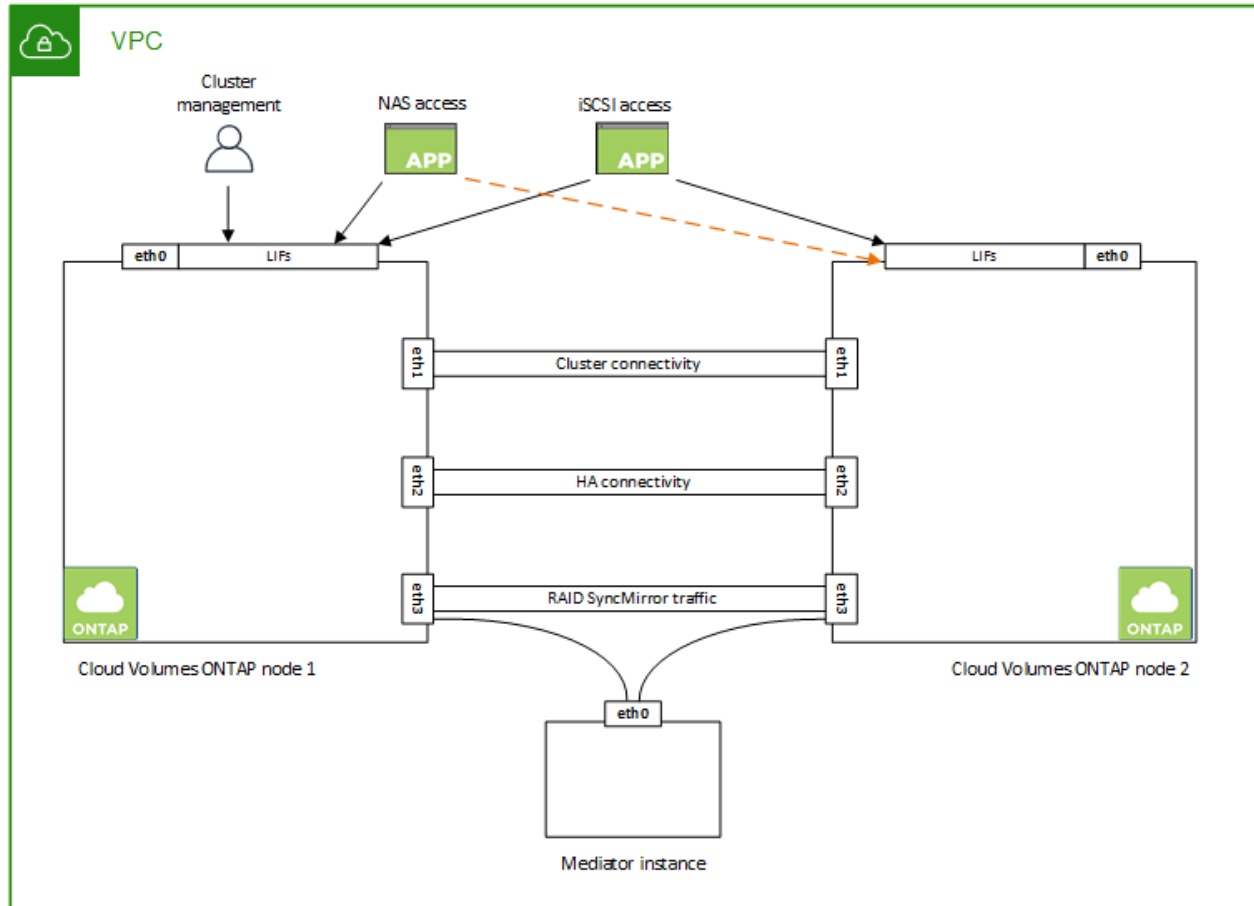 VPC
Cluster
management
NAS access
iSCSI access
APP
APP
eth0
LIFs
LIFs
eth0
eth1
Cluster connectivity
eth1
eth2
HA connectivity
eth2
eth3
RAID SyncMirror traffic
eth3
ONTAP
ONTAP
Cloud Volumes ONTAP node 1
Cloud Volumes ONTAP node 2
eth0
Mediator instance